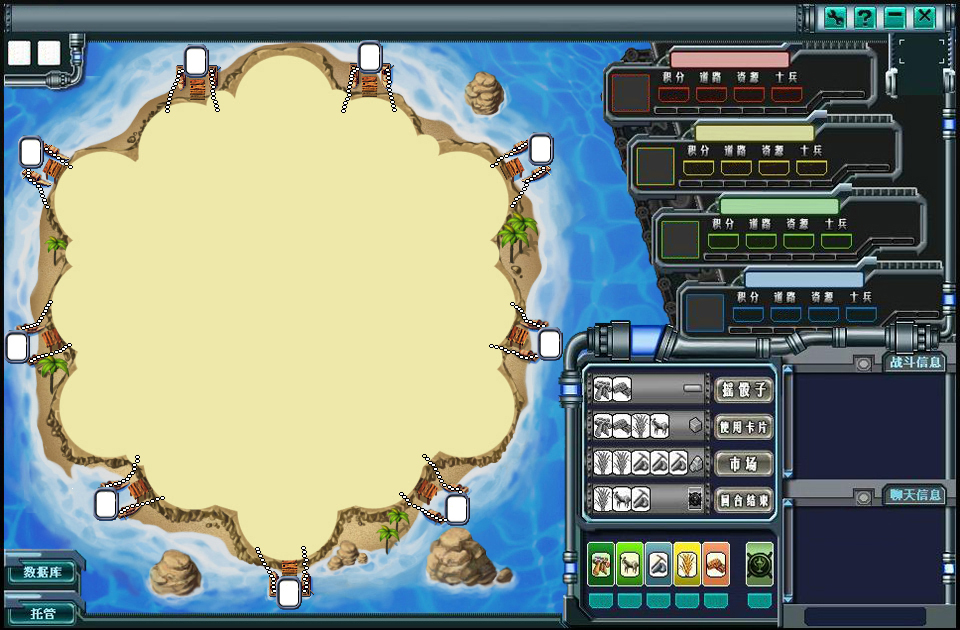 ?
积分 道路 资源 士兵
积分 道路 资源 士兵
积分 道路 资源 士兵
积分 道路 资源 士兵
战斗信息
摇骰子
使用卡片
市场
回合结束
聊天信息
数据库
托管